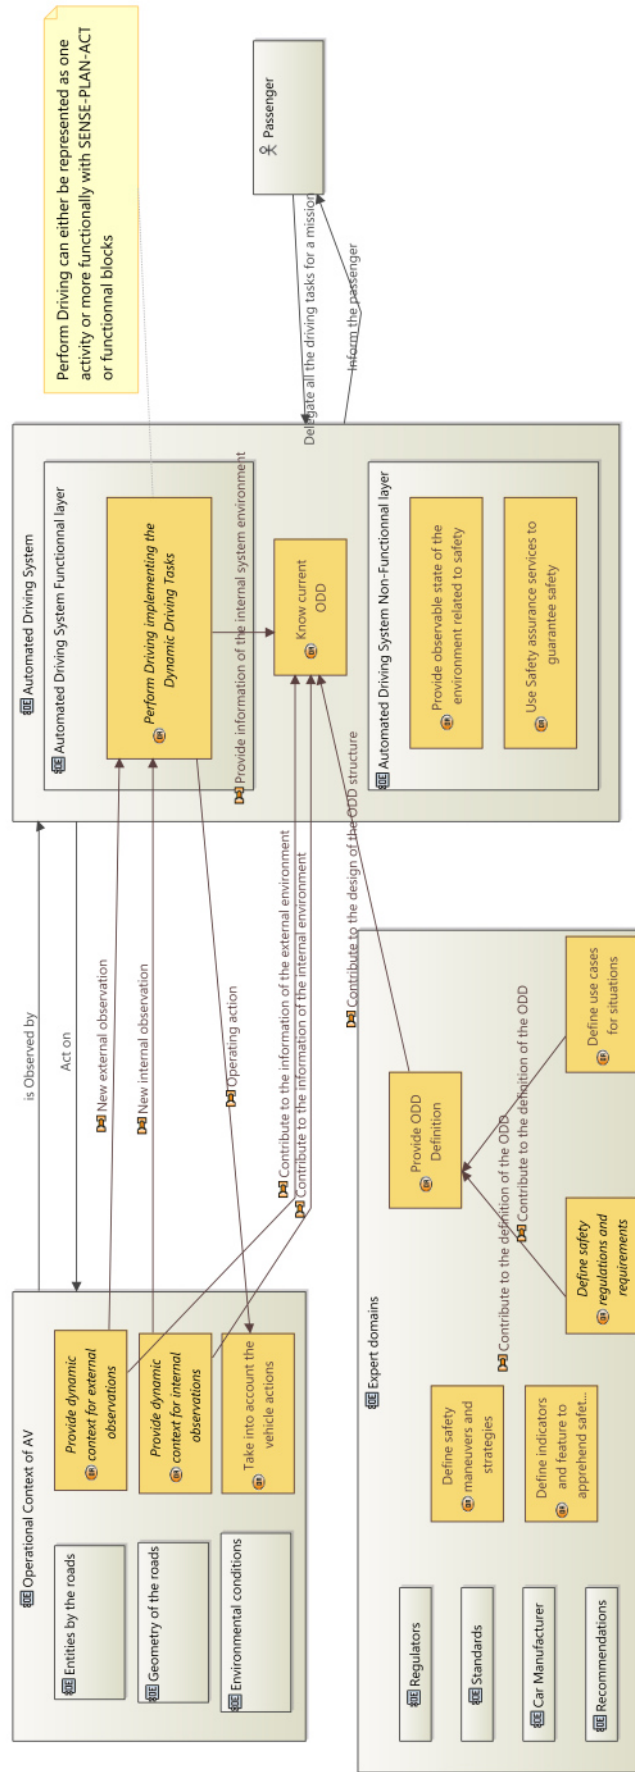 Operational Context of AV
Entities by the roads
Geometry of the roads
Environmental conditions
Provide dynamic
context for external
observations
Provide dynamic
context for internal
observations
Take into account the
vehicle actions
is Observed by
Act on
New external observation
New internal observation
Operating action
Contribute to the information of the external environment
Contribute to the information of the internal environment
Automated Driving System
Automated Driving System Functionnal layer
Perform Driving implementing the
Dynamic Driving Tasks
Provide information of the internal system environment
Know current
ODD
Automated Driving System Non-Functionnal layer
Provide observable state of the
environment related to safety
Use Safety assurance services to
guarantee safety
Perform Driving can either be represented as one
activity or more functionally with SENSE-PLAN-ACT
or functionnal blocks
Passenger
Delegate all the driving tasks for a mission
Inform the passenger
Expert domains
Regulators
Standards
Car Manufacturer
Recommendations
Define safety
maneuvers and
strategies
Define indicators
and feature to
apprehend safet...
Provide ODD
Definition
Contribute to the design of the ODD structure
Contribute to the definition of the ODD
Contribute to the definition of the ODD
Define safety
regulations and
requirements
Define use cases
for situations